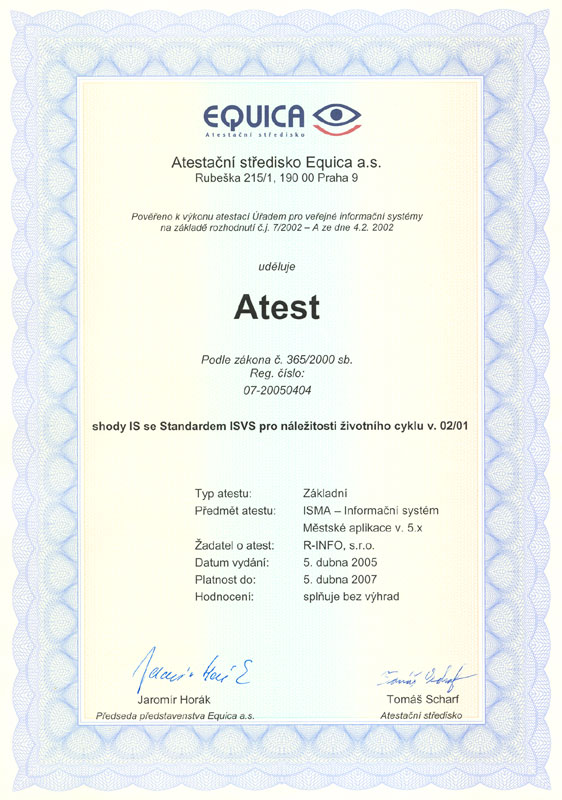 EQUICA
Atestační středisko
Atestační středisko Equica a.s.
Rubeška 215/1, 190 00 Praha 9
Pověřeno k výkonu atestací Úřadem pro veřejné informační systémy
na základě rozhodnutí č.j. 7/2002 – A ze dne 4.2. 2002
uděluje
Atest
Podle zákona č. 365/2000 sb.
Reg. číslo:
07-20050404
shody IS se Standardem ISVS pro náležitosti životního cyklu v. 02/01
Typ atestu: Základní
Předmět atestu: ISMA – Informační systém
Městské aplikace v. 5.x
Žadatel o atest: R-INFO, s.r.o.
Datum vydání: 5. dubna 2005
Platnost do: 5. dubna 2007
Hodnocení: splňuje bez výhrad
Jaromír Horák
Tomáš Scharf
Předseda představenstva Equica a.s.
Atestační středisko